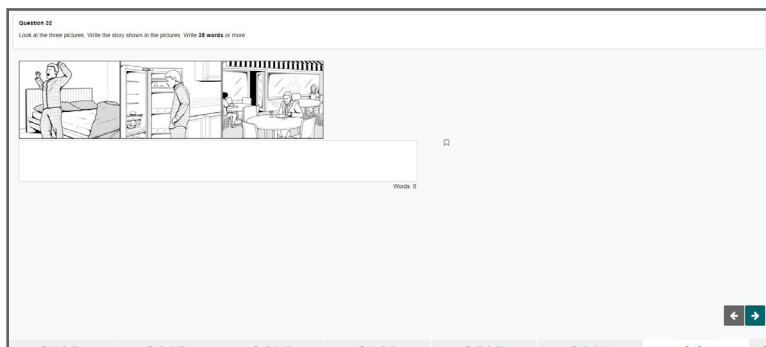 Question 32
Look at the three pictures. Write the story shown in the pictures. Write 35 words or more.
Words: 0